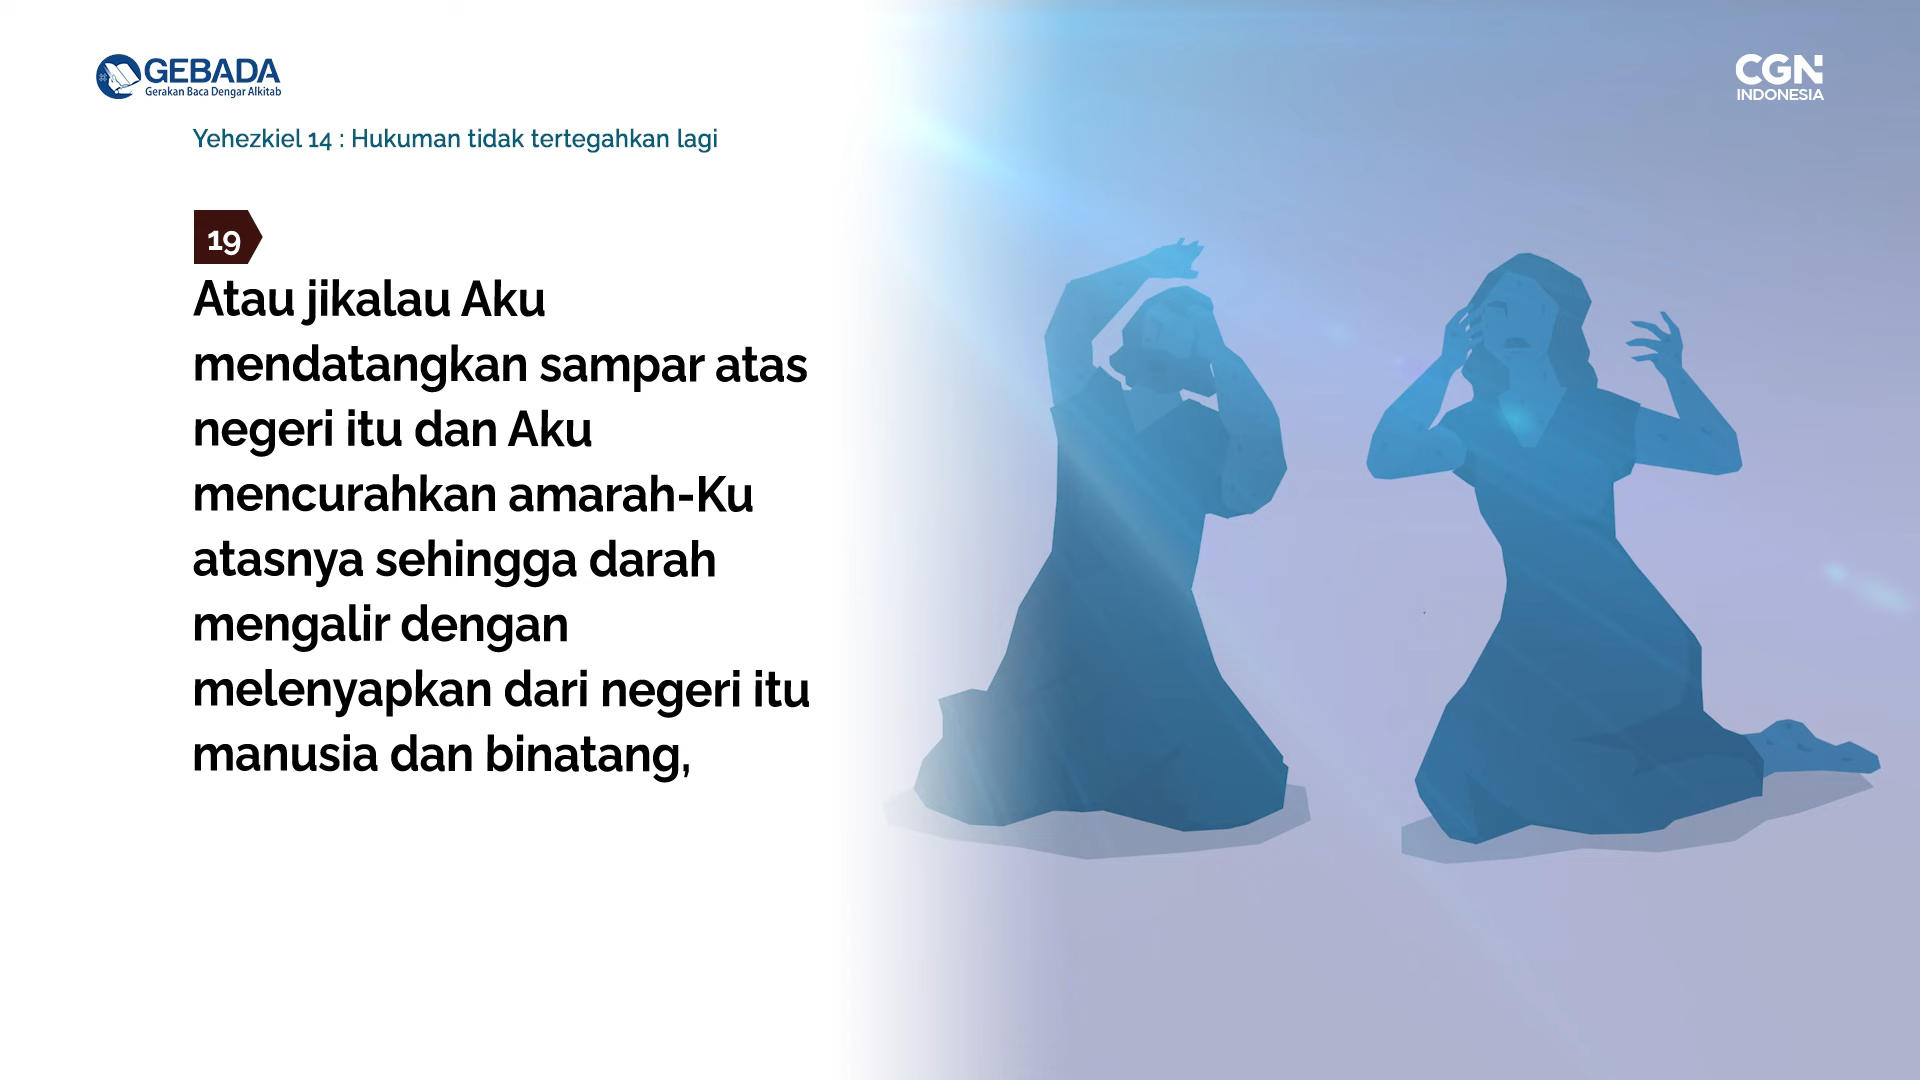 GEBADA
Gerakan Baca Dengar Alkitab
CGN
INDONESIA
Yehezkiel 14 : Hukuman tidak tertegahkan lagi
19
Atau jikalau Aku
mendatangkan sampar atas
negeri itu dan Aku
mencurahkan amarah-Ku
atasnya sehingga darah
mengalir dengan
melenyapkan dari negeri itu
manusia dan binatang,